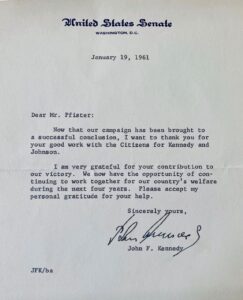 United States Senate
WASHINGTON, D.C.
January 19, 1961
Dear Mr. Pfister:
Now that our campaign has been brought to
a successful conclusion, I want to thank you for
your good work with the Citizens for Kennedy and
Johnson.
I am very grateful for your contribution to
our victory. We now have the opportunity of con-
tinuing to work together for our country's welfare
during the next four years. Please accept my
personal gratitude for your help.
Sincerely yours,
John Kennedy
John F. Kennedy
JFK/ba